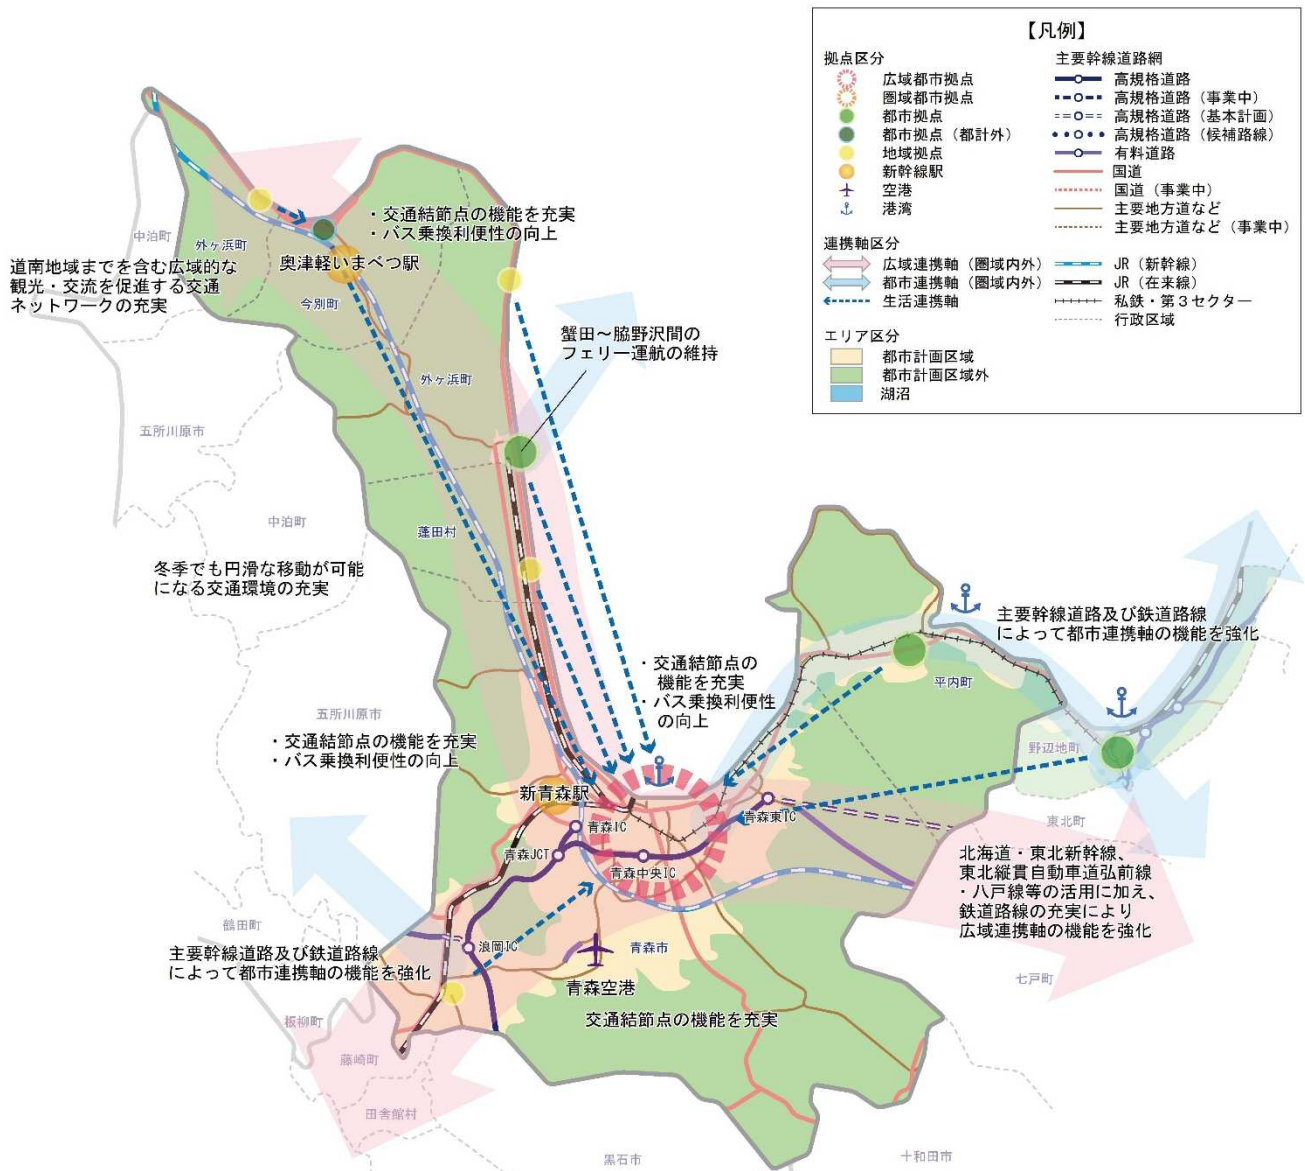 【凡例】
拠点区分
広域都市拠点
圏域都市拠点
都市拠点
都市拠点（都計外）
地域拠点
新幹線駅
空港
港湾
連携軸区分
広域連携軸（圏域内外）
都市連携軸（圏域内外）
生活連携軸
エリア区分
都市計画区域
都市計画区域外
湖沼
主要幹線道路網
高規格道路
高規格道路（事業中）
高規格道路（基本計画）
高規格道路（候補路線）
有料道路
国道
国道（事業中）
主要地方道など
主要地方道など（事業中）
JR（新幹線）
JR（在来線）
私鉄・第３セクター
行政区域
・交通結節点の機能を充実
・バス乗換利便性の向上
中泊町
外ヶ浜町
奥津軽いまべつ駅
道南地域までを含む広域的な
観光・交流を促進する交通
ネットワークの充実
今別町
蟹田～脇野沢間の
フェリー運航の維持
外ヶ浜町
五所川原市
中泊町
蓬田村
冬季でも円滑な移動が可能
になる交通環境の充実
主要幹線道路及び鉄道路線
によって都市連携軸の機能を強化
・交通結節点の
機能を充実
・バス乗換利便性
の向上
平内町
五所川原市
・交通結節点の機能を充実
・バス乗換利便性の向上
野辺地町
新青森駅
青森IC
青森東IC
東北町
青森JCT
青森中央IC
北海道・東北新幹線、
東北縦貫自動車道弘前線
・八戸線等の活用に加え、
鉄道路線の充実により
広域連携軸の機能を強化
鶴田町
主要幹線道路及び鉄道路線
によって都市連携軸の機能を強化
浪岡IC
青森市
七戸町
青森空港
板柳町
交通結節点の機能を充実
藤崎町
田舎館村
黒石市
十和田市